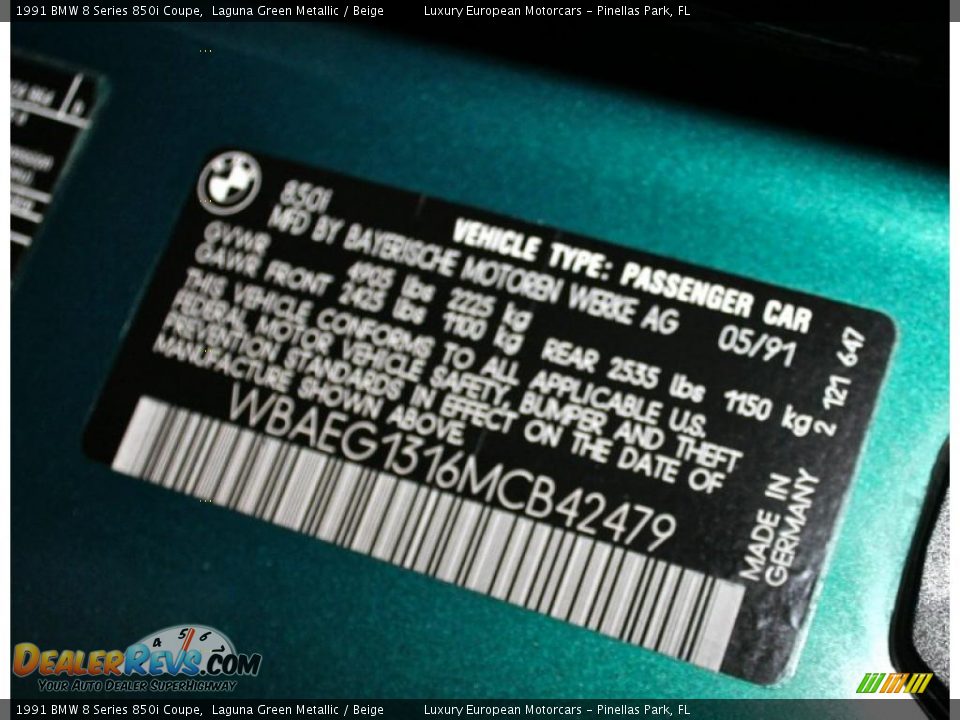 1991 BMW 8 Series 850i Coupe, Laguna Green Metallic / Beige Luxury European Motorcars - Pinellas Park, FL
850i
VEHICLE TYPE: PASSENGER CAR
MFD BY BAYERISCHE MOTOREN WERKE AG 05/91
GVWR 4905 lbs 2225 kg
GAWR FRONT 2425 lbs 1100 kg REAR 2535 lbs 1150 kg
THIS VEHICLE CONFORMS TO ALL APPLICABLE U.S.
FEDERAL MOTOR VEHICLE SAFETY, BUMPER AND THEFT
PREVENTION STANDARDS IN EFFECT ON THE DATE OF
MANUFACTURE SHOWN ABOVE
WBAEG1316MCB42479
2 121 647
MADE IN
GERMANY
4 5 6
DEALERREVS.COM
YOUR AUTO DEALER SUPERHIGHWAY
1991 BMW 8 Series 850i Coupe, Laguna Green Metallic / Beige Luxury European Motorcars - Pinellas Park, FL